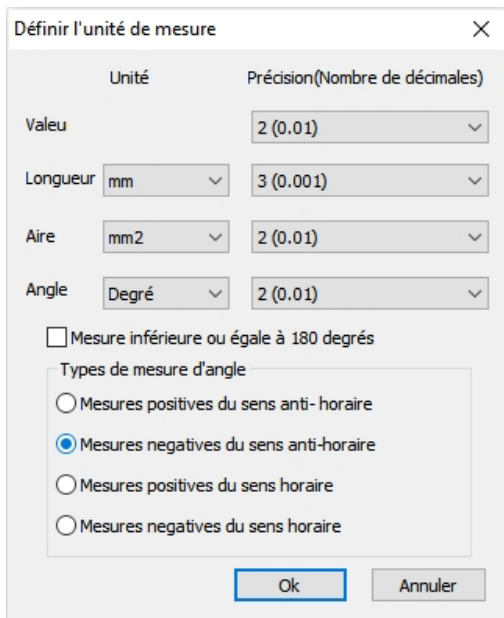 Définir l'unité de mesure
Unité Précision(Nombre de décimales)
Valeu 2 (0.01)
Longueur mm 3 (0.001)
Aire mm2 2 (0.01)
Angle Degré 2 (0.01)
Mesure inférieure ou égale à 180 degrés
Types de mesure d'angle
Mesures positives du sens anti- horaire
Mesures negatives du sens anti-horaire
Mesures positives du sens horaire
Mesures negatives du sens horaire
Ok Annuler